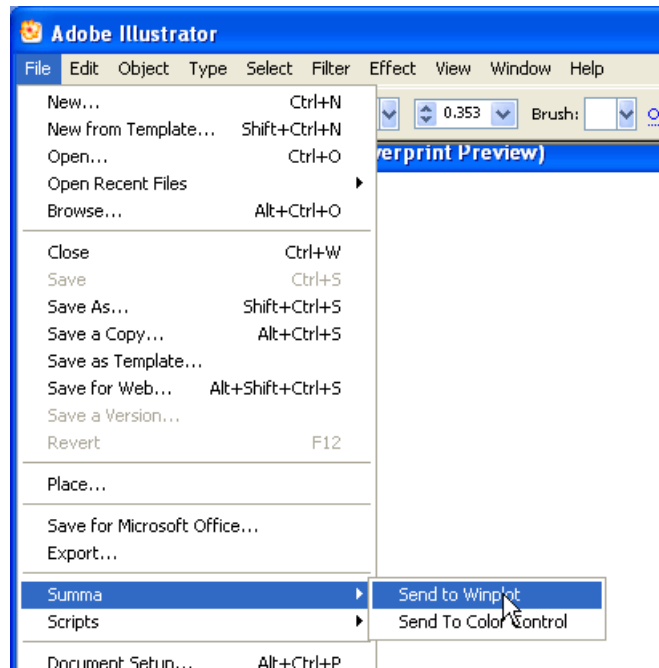 Adobe Illustrator
File Edit Object Type Select Filter Effect View Window Help
New... Ctrl+N
0.353 Brush: O
New from Template... Shift+Ctrl+N
Open... Ctrl+O
erprint Preview)
Open Recent Files
Browse... Alt+Ctrl+O
Close Ctrl+W
Save Ctrl+S
Save As... Shift+Ctrl+S
Save a Copy... Alt+Ctrl+S
Save as Template...
Save for Web... Alt+Shift+Ctrl+S
Save a Version...
Revert F12
Place...
Save for Microsoft Office...
Export...
Summa
Send to Winplot
Scripts
Send To Color Control
Document Setup... Alt+Ctrl+P